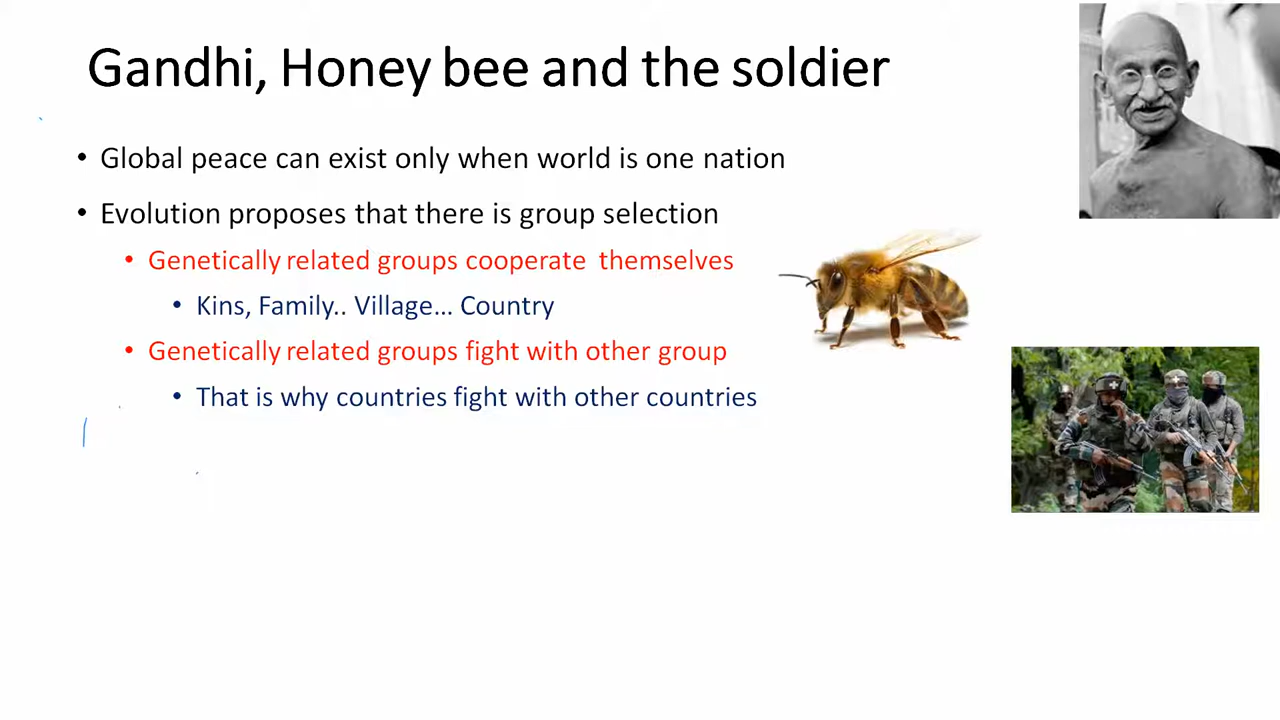 Gandhi, Honey bee and the soldier
• Global peace can exist only when world is one nation
• Evolution proposes that there is group selection
• Genetically related groups cooperate themselves
• Kins, Family.. Village... Country
• Genetically related groups fight with other group
• That is why countries fight with other countries